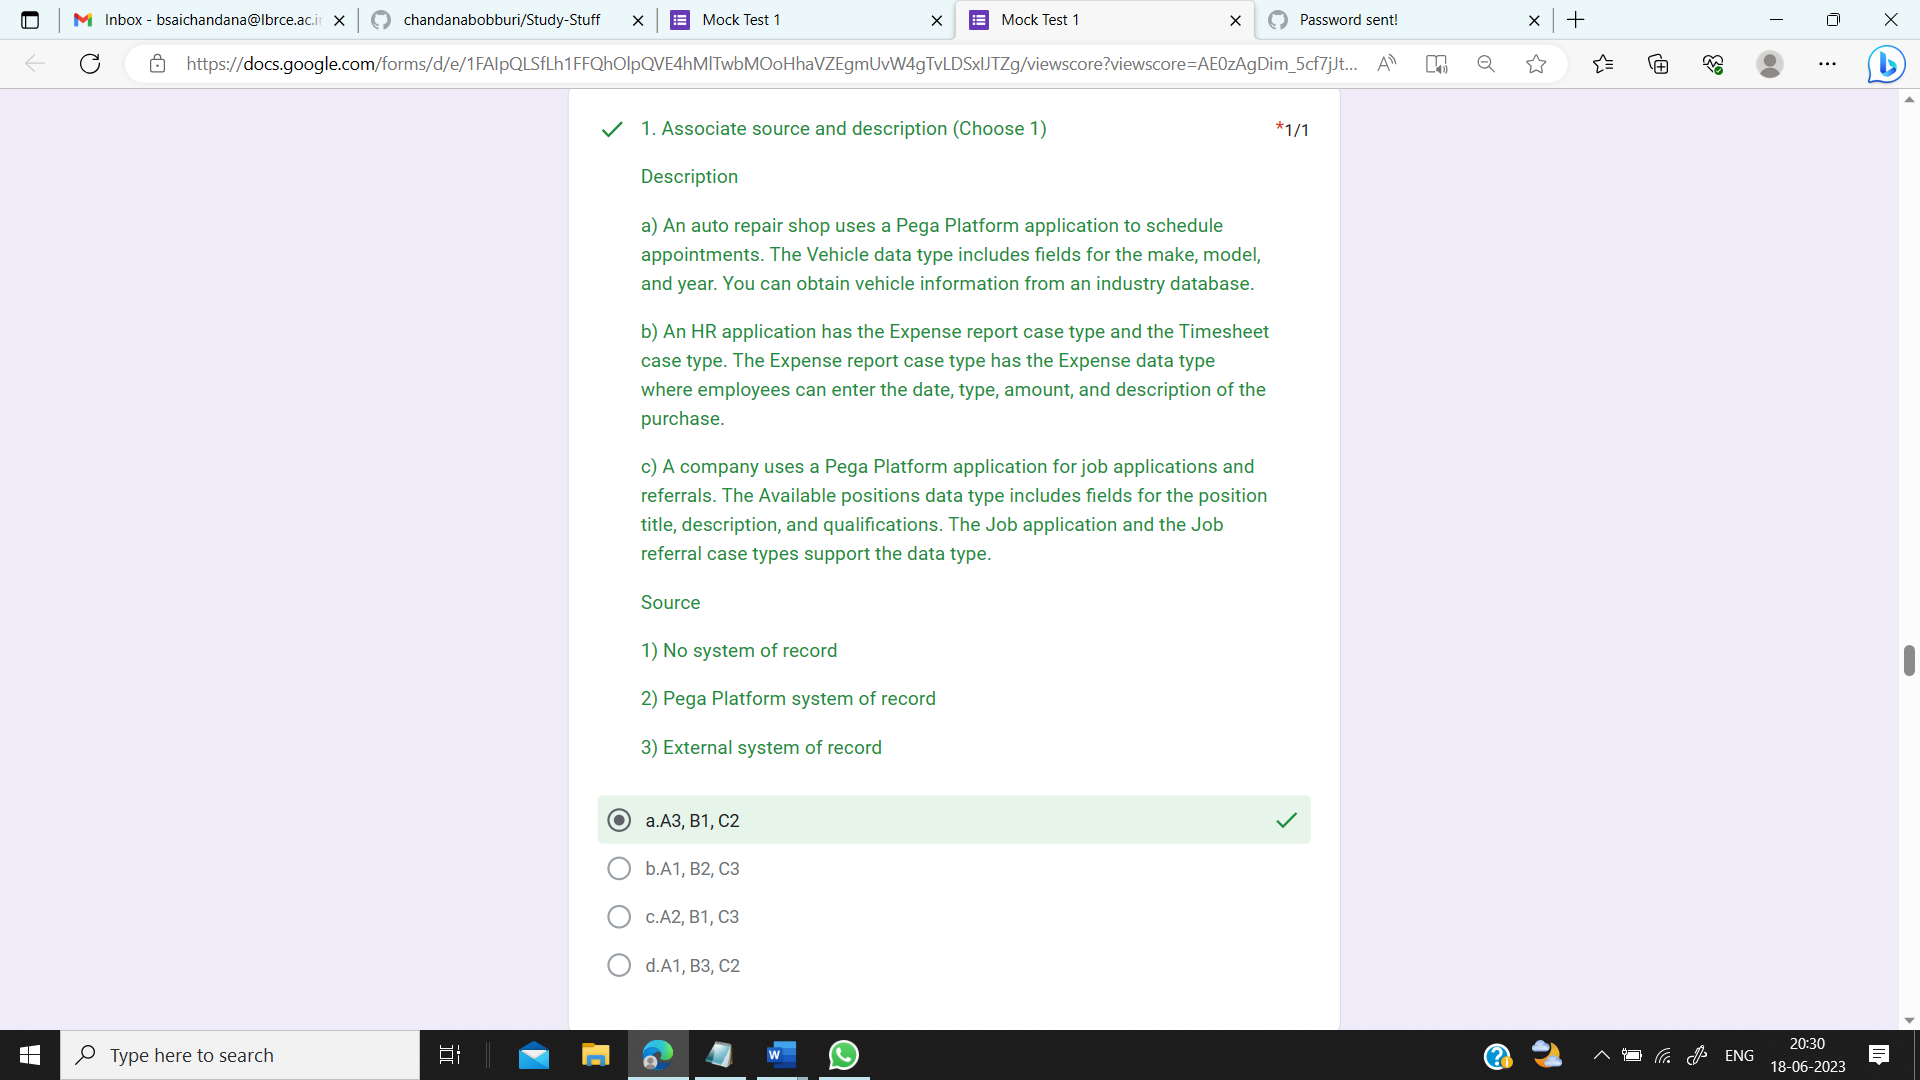 Inbox - bsaichandana@lbrce.ac.i
chandanabobburi/Study-Stuff
Mock Test 1
Mock Test 1
Password sent!
https://docs.google.com/forms/d/e/1FAIpQLSfLh1FFQhOlpQVE4hMlTwbMOoHhaVZEgmUvW4gTvLDSxIJTZg/viewscore?viewscore=AE0zAgDim_5cf7jJt...
1. Associate source and description (Choose 1)
*1/1
Description
a) An auto repair shop uses a Pega Platform application to schedule
appointments. The Vehicle data type includes fields for the make, model,
and year. You can obtain vehicle information from an industry database.
b) An HR application has the Expense report case type and the Timesheet
case type. The Expense report case type has the Expense data type
where employees can enter the date, type, amount, and description of the
purchase.
c) A company uses a Pega Platform application for job applications and
referrals. The Available positions data type includes fields for the position
title, description, and qualifications. The Job application and the Job
referral case types support the data type.
Source
1) No system of record
2) Pega Platform system of record
3) External system of record
a.A3, B1, C2
b.A1, B2, C3
c.A2, B1, C3
d.A1, B3, C2
Type here to search
ENG
20:30
18-06-2023